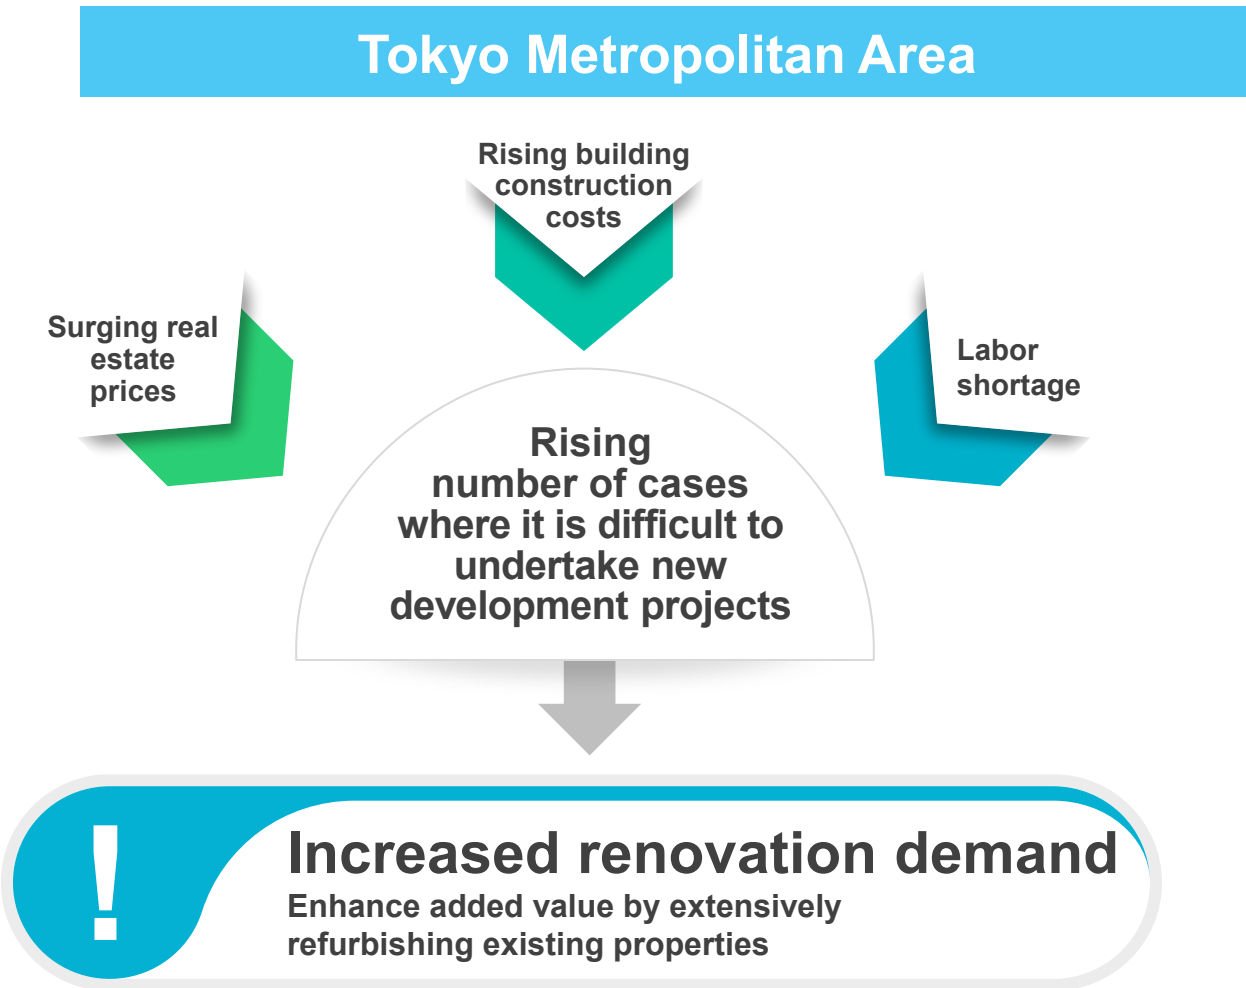 Tokyo Metropolitan Area
Rising building
construction
costs
Surging real
estate
prices
Labor
shortage
Rising
number of cases
where it is difficult to
undertake new
development projects
!
Increased renovation demand
Enhance added value by extensively
refurbishing existing properties